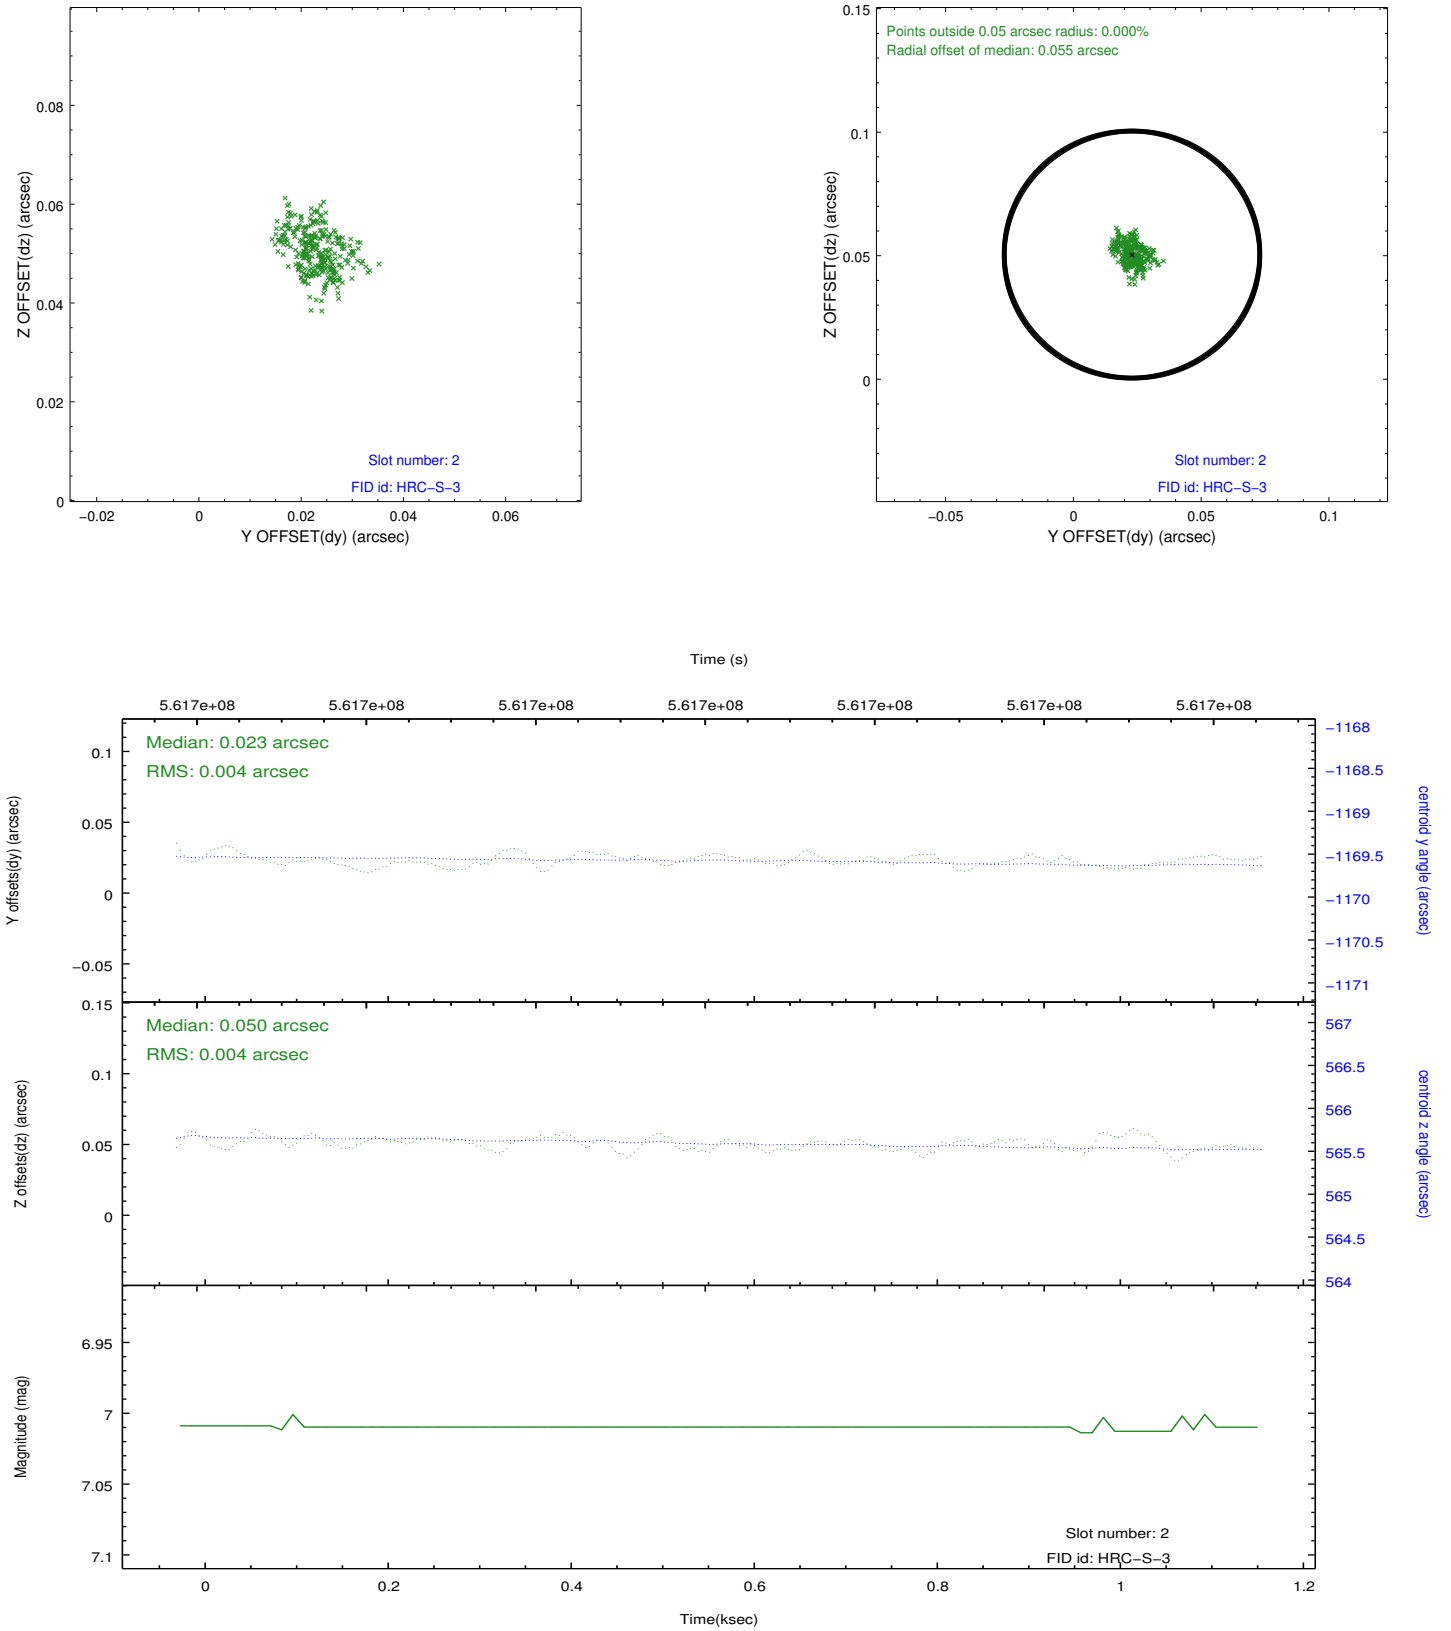 0.08
0.06
0.04
0.02
0
Z OFFSET(dz) (arcsec)
Slot number: 2
FID id: HRC−S−3
−0.02 0 0.02 0.04 0.06
Y OFFSET(dy) (arcsec)
Points outside 0.05 arcsec radius: 0.000%
Radial offset of median: 0.055 arcsec
0.15
0.1
0.05
0
Z OFFSET(dz) (arcsec)
Slot number: 2
FID id: HRC−S−3
−0.05 0 0.05 0.1
Y OFFSET(dy) (arcsec)
Time (s)
5.617e+08 5.617e+08 5.617e+08 5.617e+08 5.617e+08 5.617e+08 5.617e+08
Median: 0.023 arcsec
RMS: 0.004 arcsec
0.1
0.05
0
−0.05
Y offsets(dy) (arcsec)
−1168
−1168.5
−1169
−1169.5
−1170
−1170.5
−1171
centroid y angle (arcsec)
Median: 0.050 arcsec
RMS: 0.004 arcsec
0.15
0.1
0.05
0
Z offsets(dz) (arcsec)
567
566.5
566
565.5
565
564.5
564
centroid z angle (arcsec)
6.95
7
7.05
7.1
Magnitude (mag)
Slot number: 2
FID id: HRC−S−3
0 0.2 0.4 0.6 0.8 1 1.2
Time(ksec)